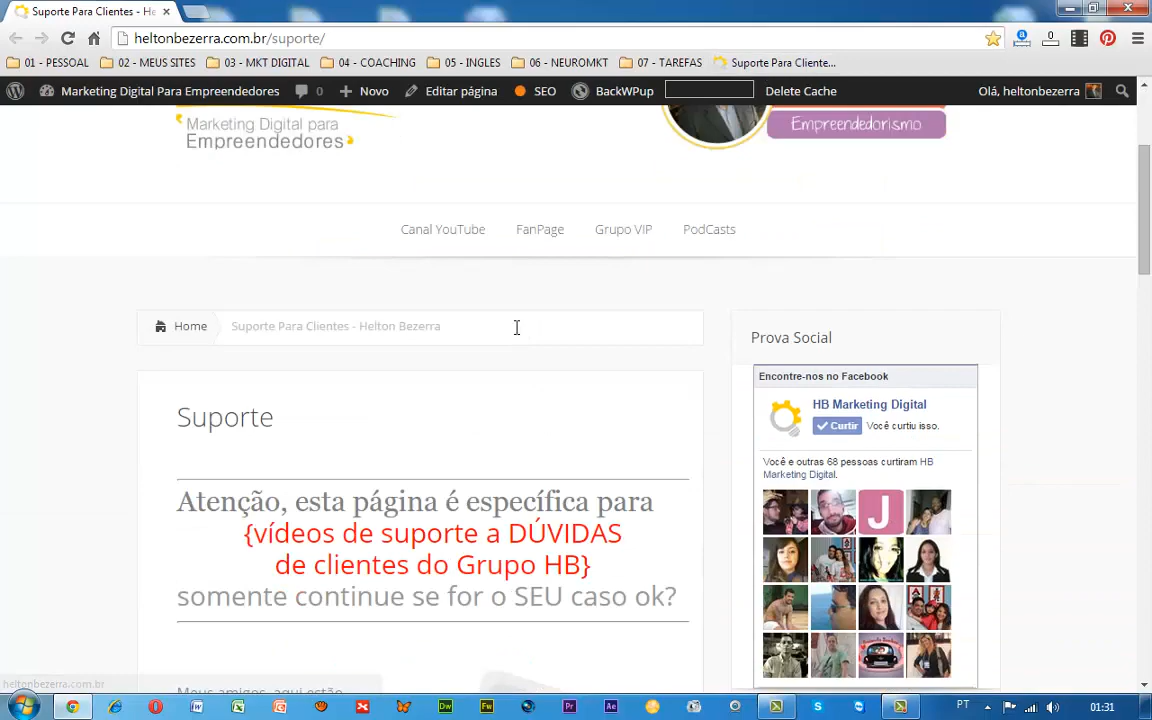 Suporte Para Clientes - He
heltonbezerra.com.br/suporte/
0
01 - PESSOAL 02 - MEUS SITES 03 - MKT DIGITAL 04 - COACHING 05 - INGLES 06 - NEUROMKT 07 - TAREFAS Suporte Para Cliente...
Marketing Digital Para Empreendedores 0 Novo Editar página SEO BackWPup Delete Cache Olá, heltonbezerra
Marketing Digital para
Empreendedores
Empreendedorismo
Canal YouTube FanPage Grupo VIP PodCasts
Home Suporte Para Clientes - Helton Bezerra
Prova Social
Encontre-nos no Facebook
HB Marketing Digital
Curtir Você curtiu isso.
Você e outras 68 pessoas curtiram HB
Marketing Digital.
J
Suporte
Atenção, esta página é específica para
{vídeos de suporte a DÚVIDAS
de clientes do Grupo HB}
somente continue se for o SEU caso ok?
Meus amigos, aqui estão
heltonbezerra.com.br
PT
01:31